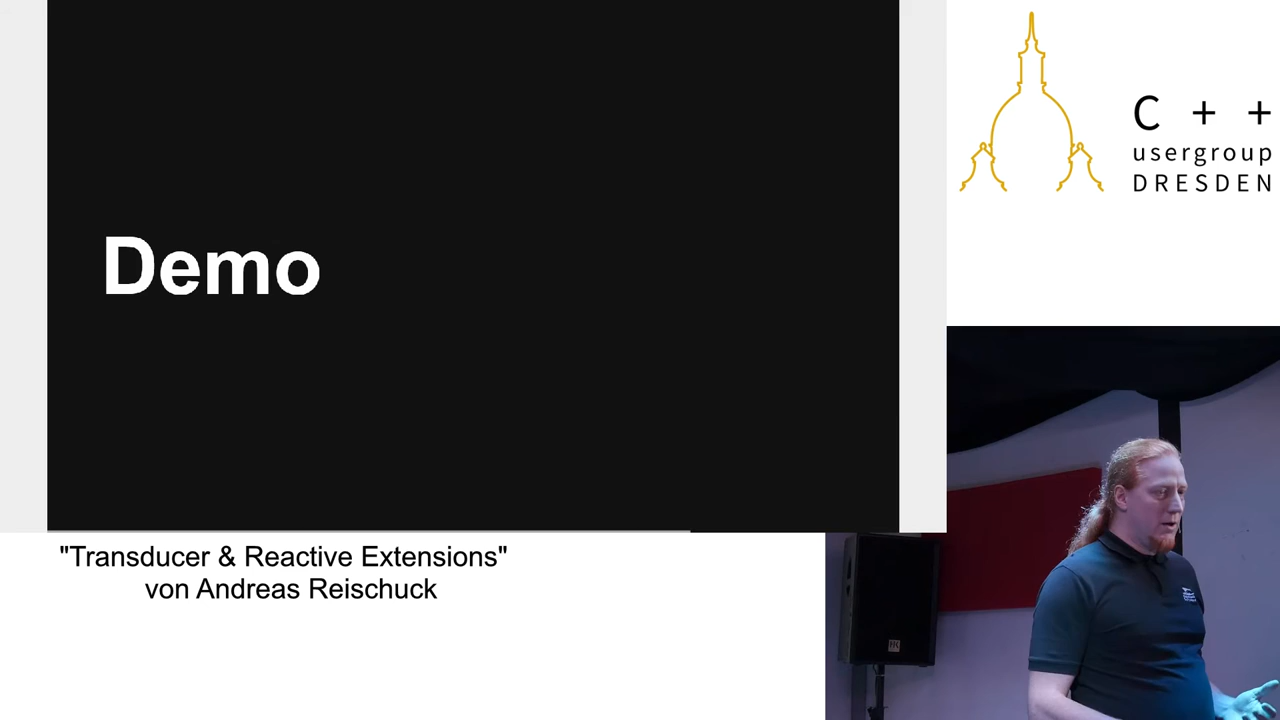 Demo
C + +
usergroup
DRESDEN
"Transducer & Reactive Extensions"
von Andreas Reischuck